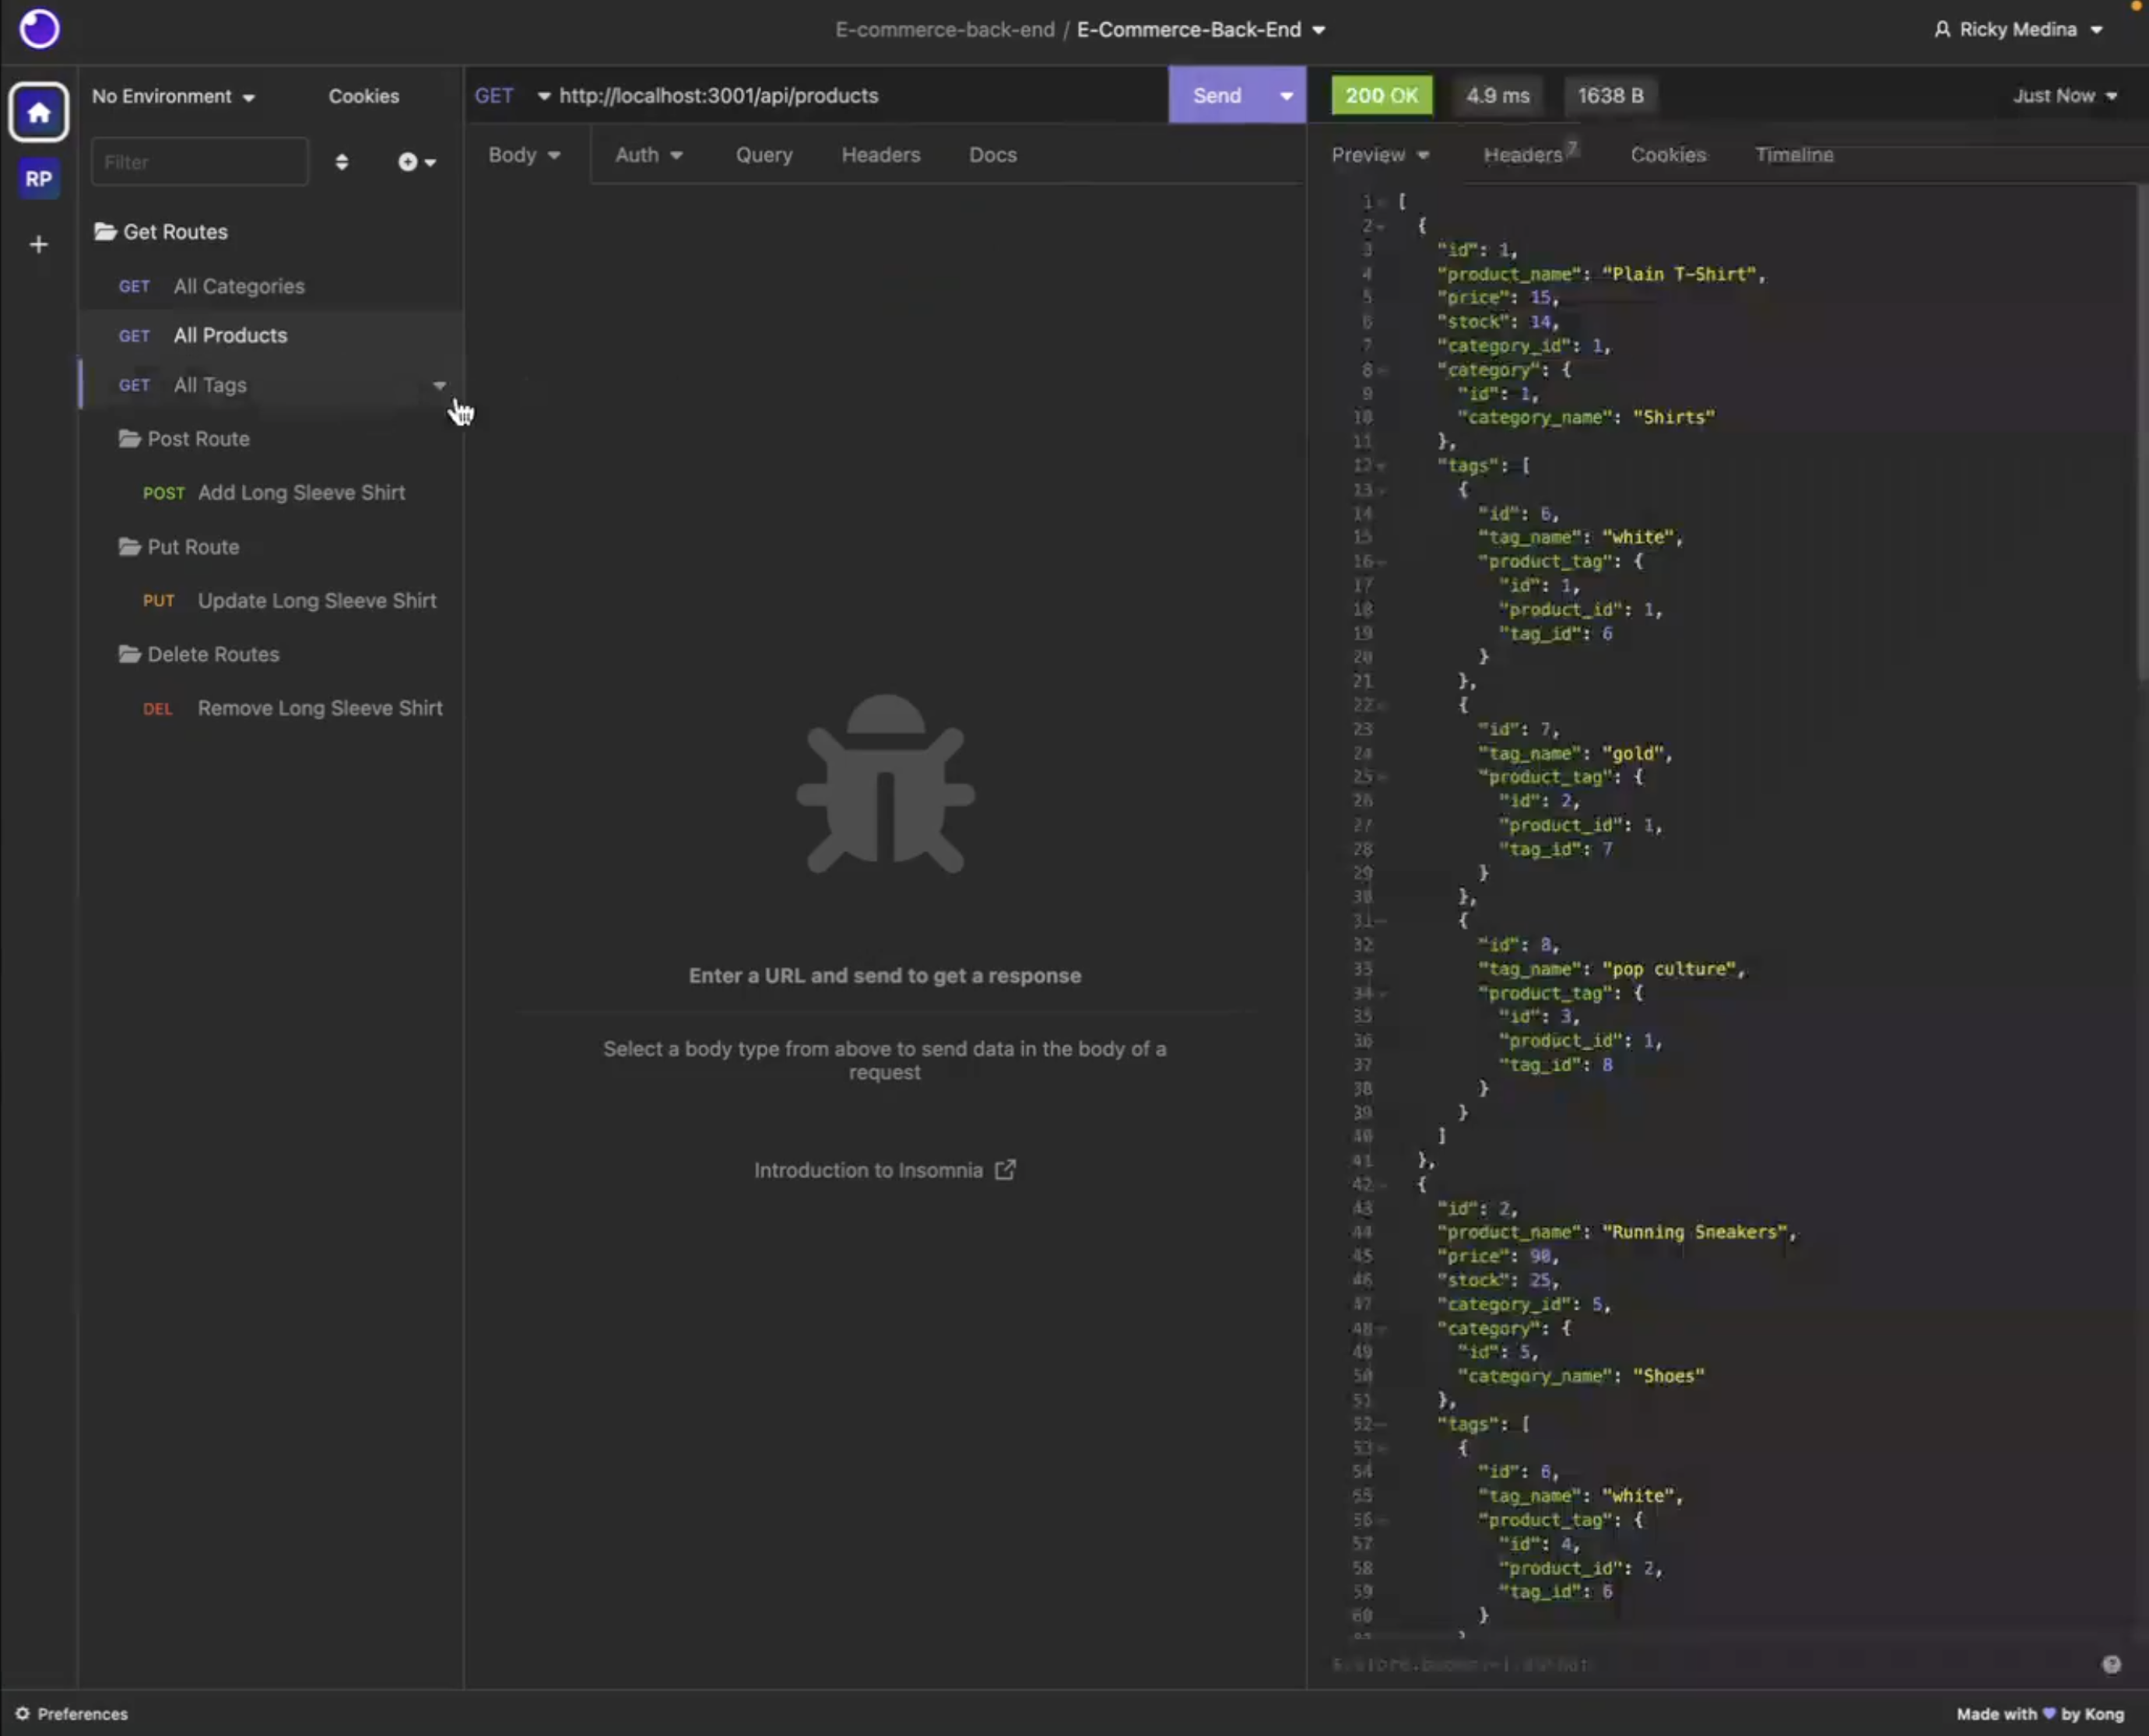 E-commerce-back-end / E-Commerce-Back-End
Ricky Medina
No Environment
Cookies
GET http://localhost:3001/api/products
Send
200 OK
4.9 ms
1638 B
Just Now
Filter
Body
Auth
Query
Headers
Docs
Preview
Headers 7
Cookies
Timeline
RP
Get Routes
GET All Categories
GET All Products
GET All Tags
Post Route
POST Add Long Sleeve Shirt
Put Route
PUT Update Long Sleeve Shirt
Delete Routes
DEL Remove Long Sleeve Shirt
Enter a URL and send to get a response
Select a body type from above to send data in the body of a
request
Introduction to Insomnia
1 [
2 {
3 "id": 1,
4 "product_name": "Plain T-Shirt",
5 "price": 15,
6 "stock": 14,
7 "category_id": 1,
8 "category": {
9 "id": 1,
10 "category_name": "Shirts"
11 },
12 "tags": [
13 {
14 "id": 6,
15 "tag_name": "white",
16 "product_tag": {
17 "id": 1,
18 "product_id": 1,
19 "tag_id": 6
20 }
21 },
22 {
23 "id": 7,
24 "tag_name": "gold",
25 "product_tag": {
26 "id": 2,
27 "product_id": 1,
28 "tag_id": 7
29 }
30 },
31 {
32 "id": 8,
33 "tag_name": "pop culture",
34 "product_tag": {
35 "id": 3,
36 "product_id": 1,
37 "tag_id": 8
38 }
39 }
40 ]
41 },
42 {
43 "id": 2,
44 "product_name": "Running Sneakers",
45 "price": 90,
46 "stock": 25,
47 "category_id": 5,
48 "category": {
49 "id": 5,
50 "category_name": "Shoes"
51 },
52 "tags": [
53 {
54 "id": 6,
55 "tag_name": "white",
56 "product_tag": {
57 "id": 4,
58 "product_id": 2,
59 "tag_id": 6
60 }
Preferences
Made with 💜 by Kong